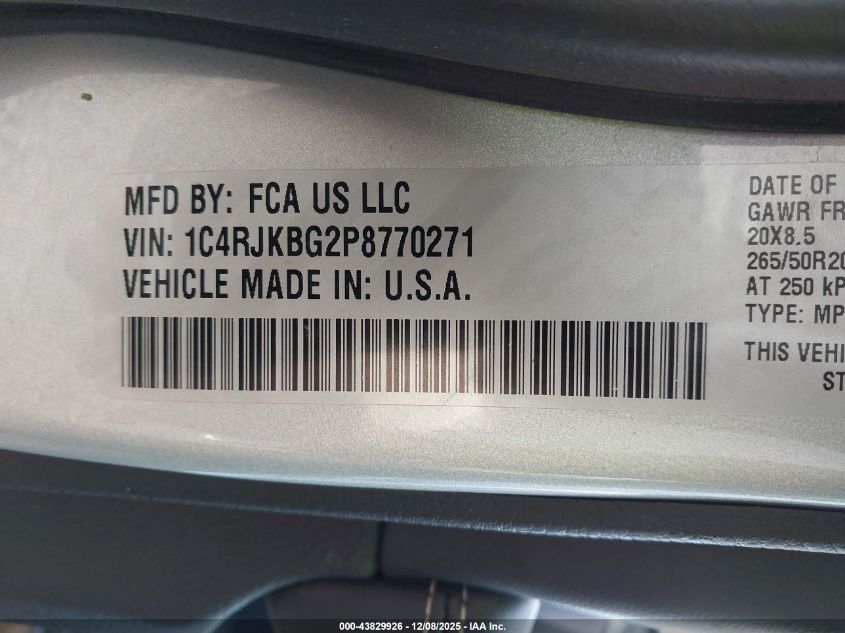 MFD BY: FCA US LLC
VIN: 1C4RJKBG2P8770271
VEHICLE MADE IN: U.S.A.
DATE OF
GAWR FR
20X8.5
265/50R20
AT 250 kP
TYPE: MP
THIS VEHI
ST
000-43829926 - 12/08/2025 - IAA Inc.